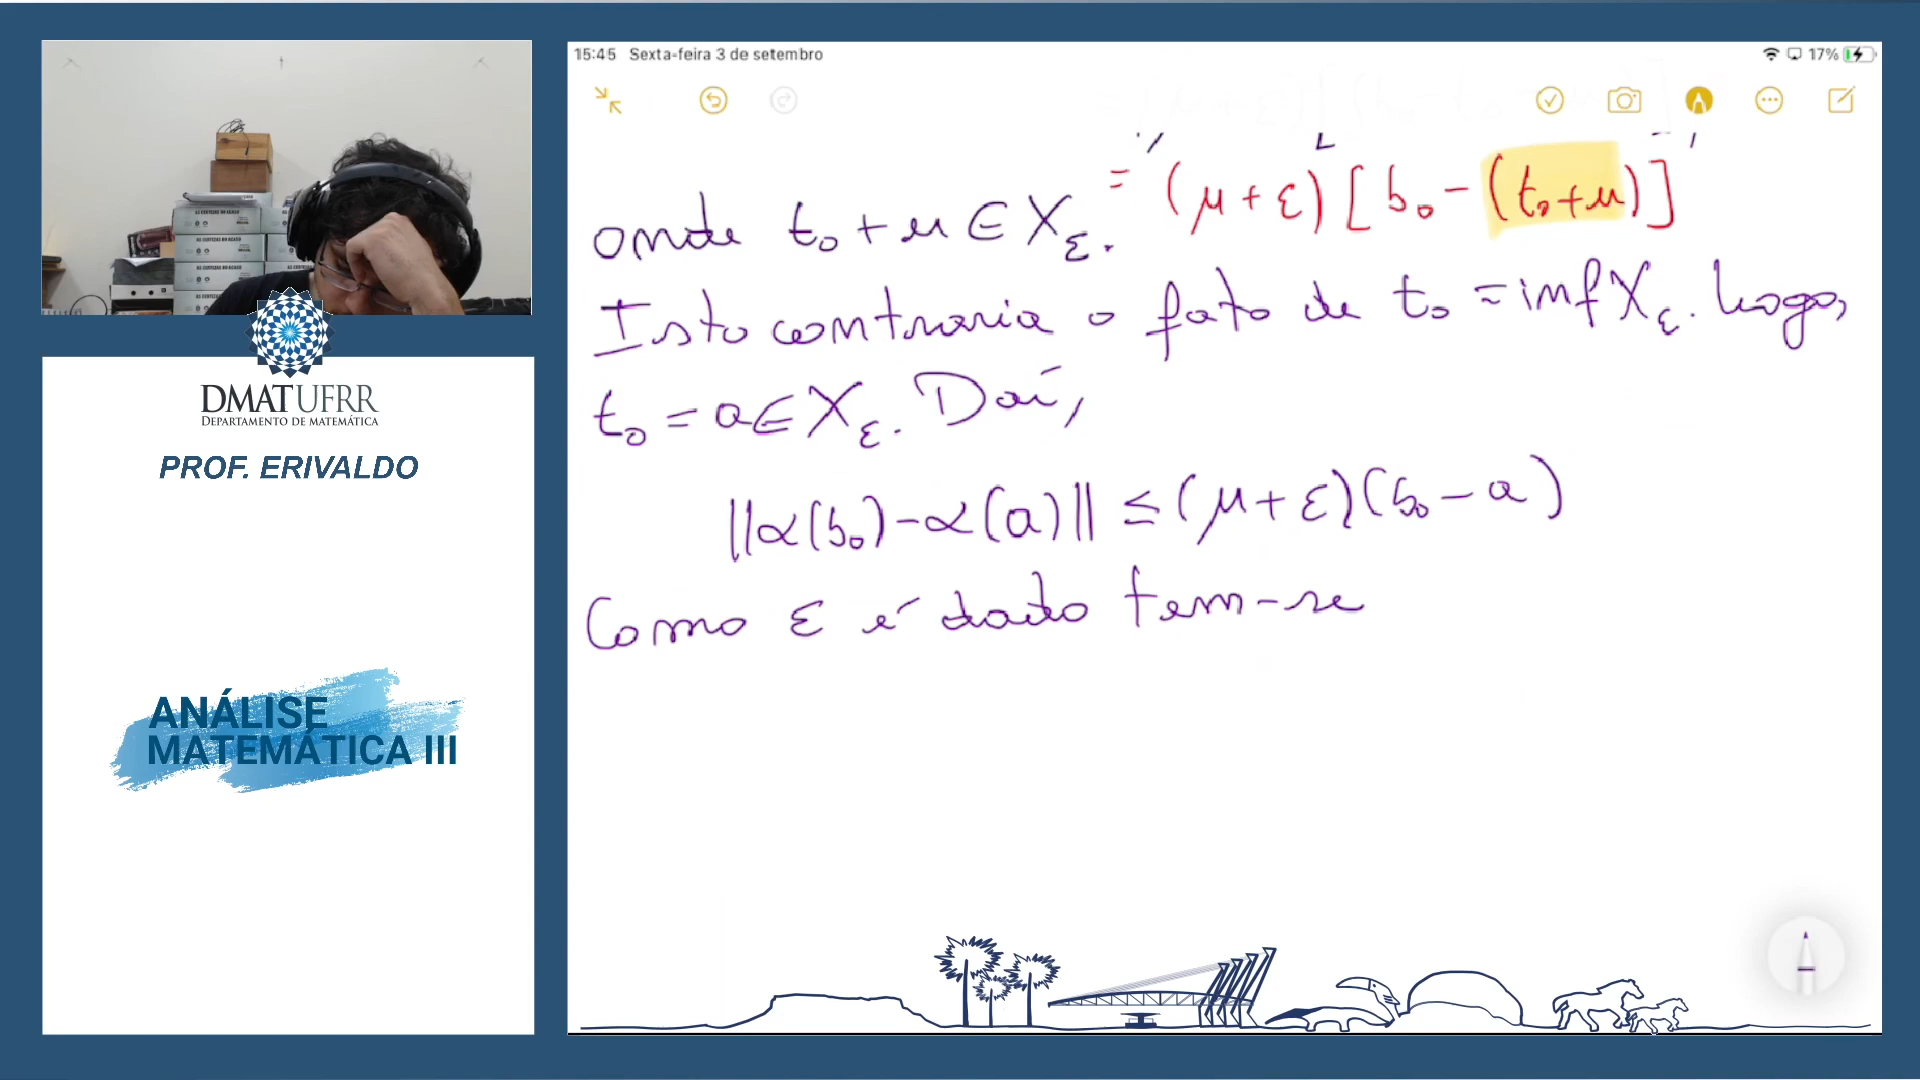 15:45 Sexta-feira 3 de setembro
17%
= (μ+ε)[b₀-(t₀+μ)]
onde t₀+μ ∈ X_ε.
Isto contraria o fato de t₀ = inf X_ε. Logo,
t₀ = a ∈ X_ε. Daí,
||α(b₀)-α(a)|| ≤ (μ+ε)(b₀-a)
Como ε é dado tem-se
DMATUFRR
DEPARTAMENTO DE MATEMÁTICA
PROF. ERIVALDO
ANÁLISE
MATEMÁTICA III